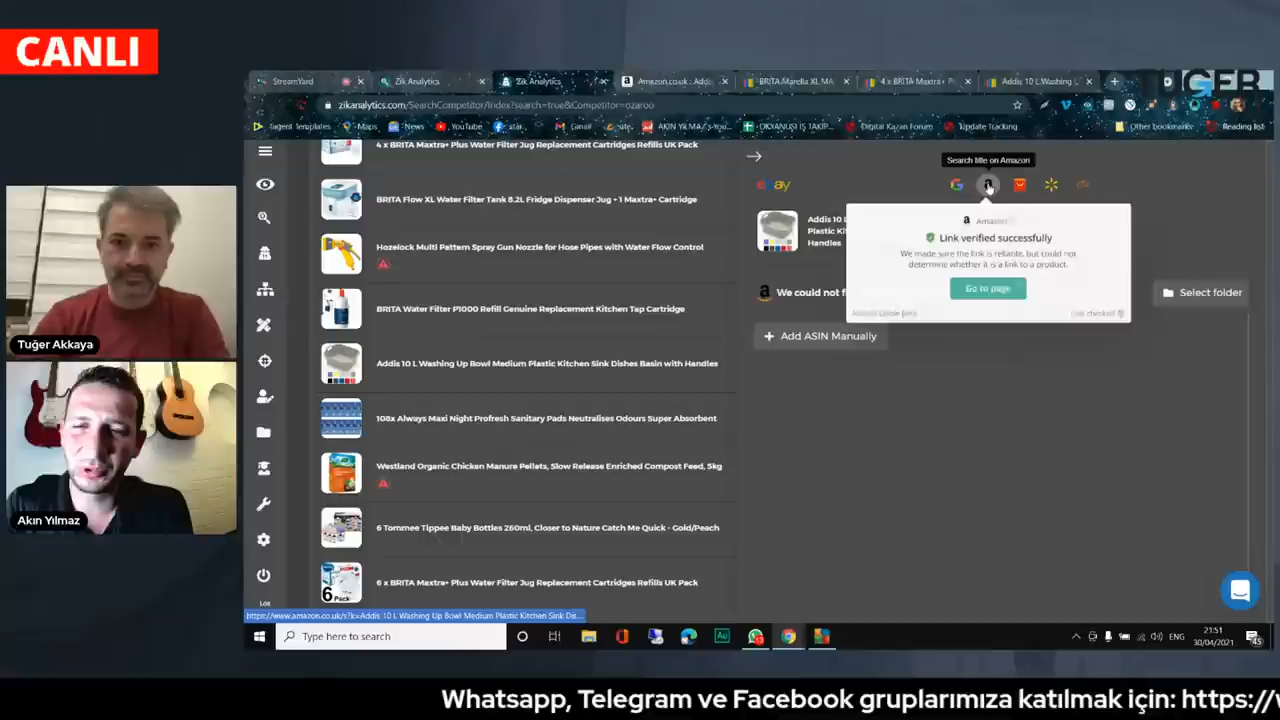 CANLI
StreamYard
Zik Analytics
Zik Analytics
Amazon.co.uk : Addis
BRITA Marella XL MA
4 x BRITA Maxtra+ P
Addis 10 L Washing U
zikanalytics.com/SearchCompetitor/Index?search=true&Competitor=ozaroo
Maps
News
YouTube
Gmail
Digital Kazan Forum
Update Tracking
Other bookmarks
Reading list
4 x BRITA Maxtra+ Plus Water Filter Jug Replacement Cartridges Refills UK Pack
BRITA Flow XL Water Filter Tank 8.2L Fridge Dispenser Jug + 1 Maxtra+ Cartridge
Hozelock Multi Pattern Spray Gun Nozzle for Hose Pipes with Water Flow Control
BRITA Water Filter P1000 Refill Genuine Replacement Kitchen Tap Cartridge
Addis 10 L Washing Up Bowl Medium Plastic Kitchen Sink Dishes Basin with Handles
108x Always Maxi Night Profresh Sanitary Pads Neutralises Odours Super Absorbent
Westland Organic Chicken Manure Pellets, Slow Release Enriched Compost Feed, 5kg
6 Tommee Tippee Baby Bottles 260ml, Closer to Nature Catch Me Quick - Gold/Peach
6 x BRITA Maxtra+ Plus Water Filter Jug Replacement Cartridges Refills UK Pack
6 Pack
Search title on Amazon
ebay
Addis 10 L
Plastic Ki
Handles
Amazon
Link verified successfully
We made sure the link is reliable, but could not
determine whether it is a link to a product.
Go to page
Link checked
We could not f
Select folder
+ Add ASIN Manually
Tuğer Akkaya
Akın Yılmaz
https://www.amazon.co.uk/s?k=Addis 10 L Washing Up Bowl Medium Plastic Kitchen Sink Die...
Type here to search
ENG
21:51
30/04/2021
Whatsapp, Telegram ve Facebook gruplarımıza katılmak için: https://